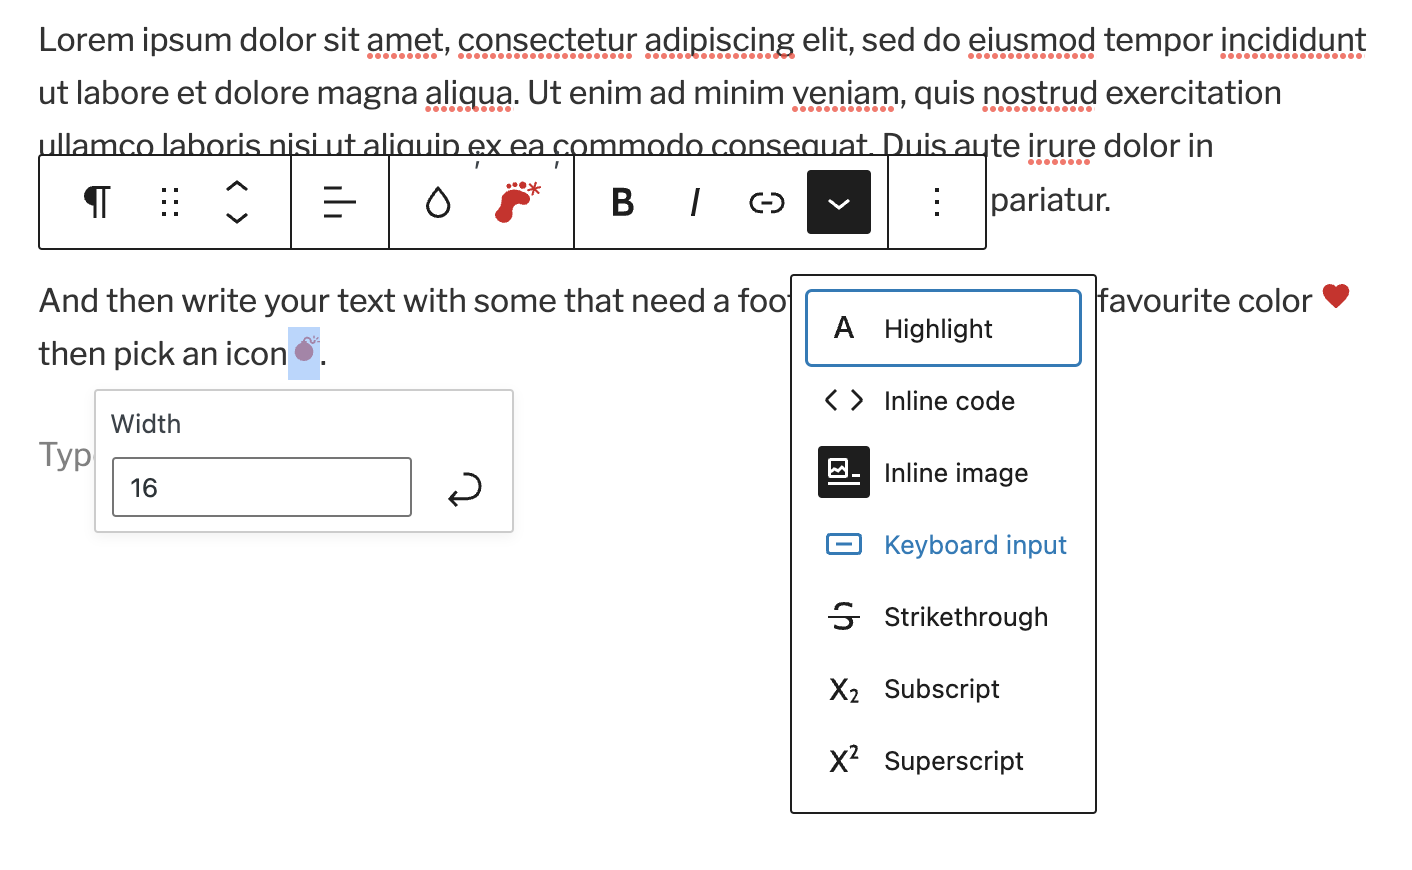 Lorem ipsum dolor sit amet, consectetur adipiscing elit, sed do eiusmod tempor incididunt
ut labore et dolore magna aliqua. Ut enim ad minim veniam, quis nostrud exercitation
ullamco laboris nisi ut aliquip ex ea commodo consequat. Duis aute irure dolor in
B I
pariatur.
And then write your text with some that need a foot favourite color
then pick an icon .
A Highlight
Inline code
Width
Typ
16
Inline image
Keyboard input
S Strikethrough
X2 Subscript
X2 Superscript